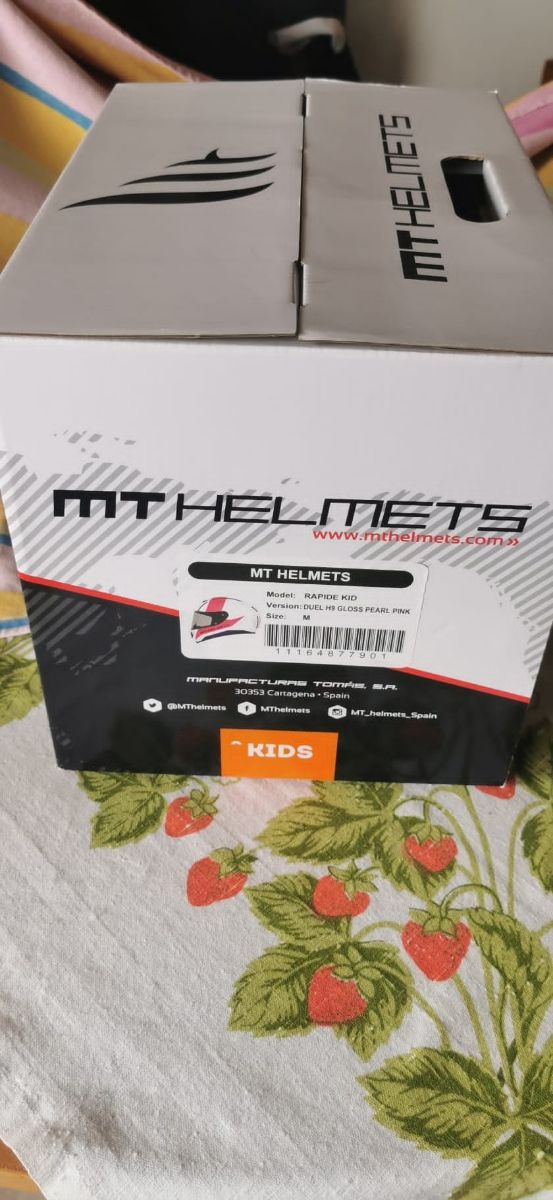 MT HELMETS
MT HELMETS
www.mthelmets.com »
MT HELMETS
Model: RAPIDE KID
Version: DUEL H9 GLOSS PEARL PINK
Size: M
11164877901
MANUFACTURAS TOMÁS, S.A.
30353 Cartagena • Spain
@MThelmets MThelmets MT_helmets_Spain
KIDS